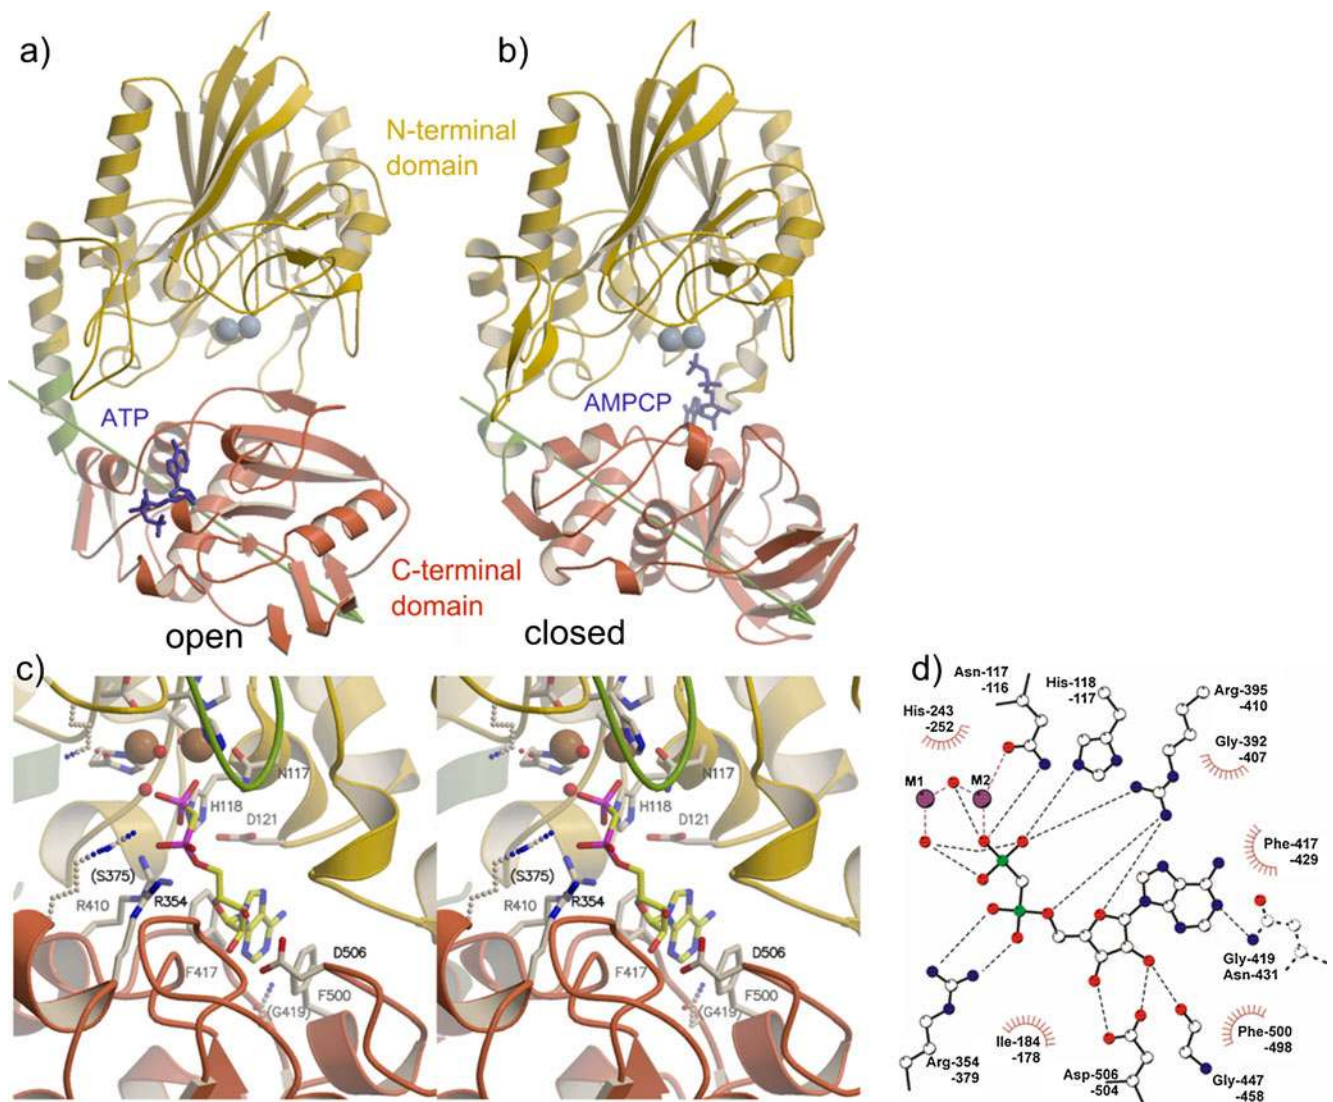 a)
b)
N-terminal
domain
ATP
AMPCP
C-terminal
domain
open
closed
c)
N117
H118
D121
(S375)
R410
R354
F417
D506
F500
(G419)
N117
H118
D121
(S375)
R410
R354
F417
D506
F500
(G419)
d)
Asn-117
-116
His-118
-117
Arg-395
-410
His-243
-252
Gly-392
-407
M1
M2
Phe-417
-429
Gly-419
Asn-431
Ile-184
-178
Phe-500
-498
Arg-354
-379
Asp-506
-504
Gly-447
-458